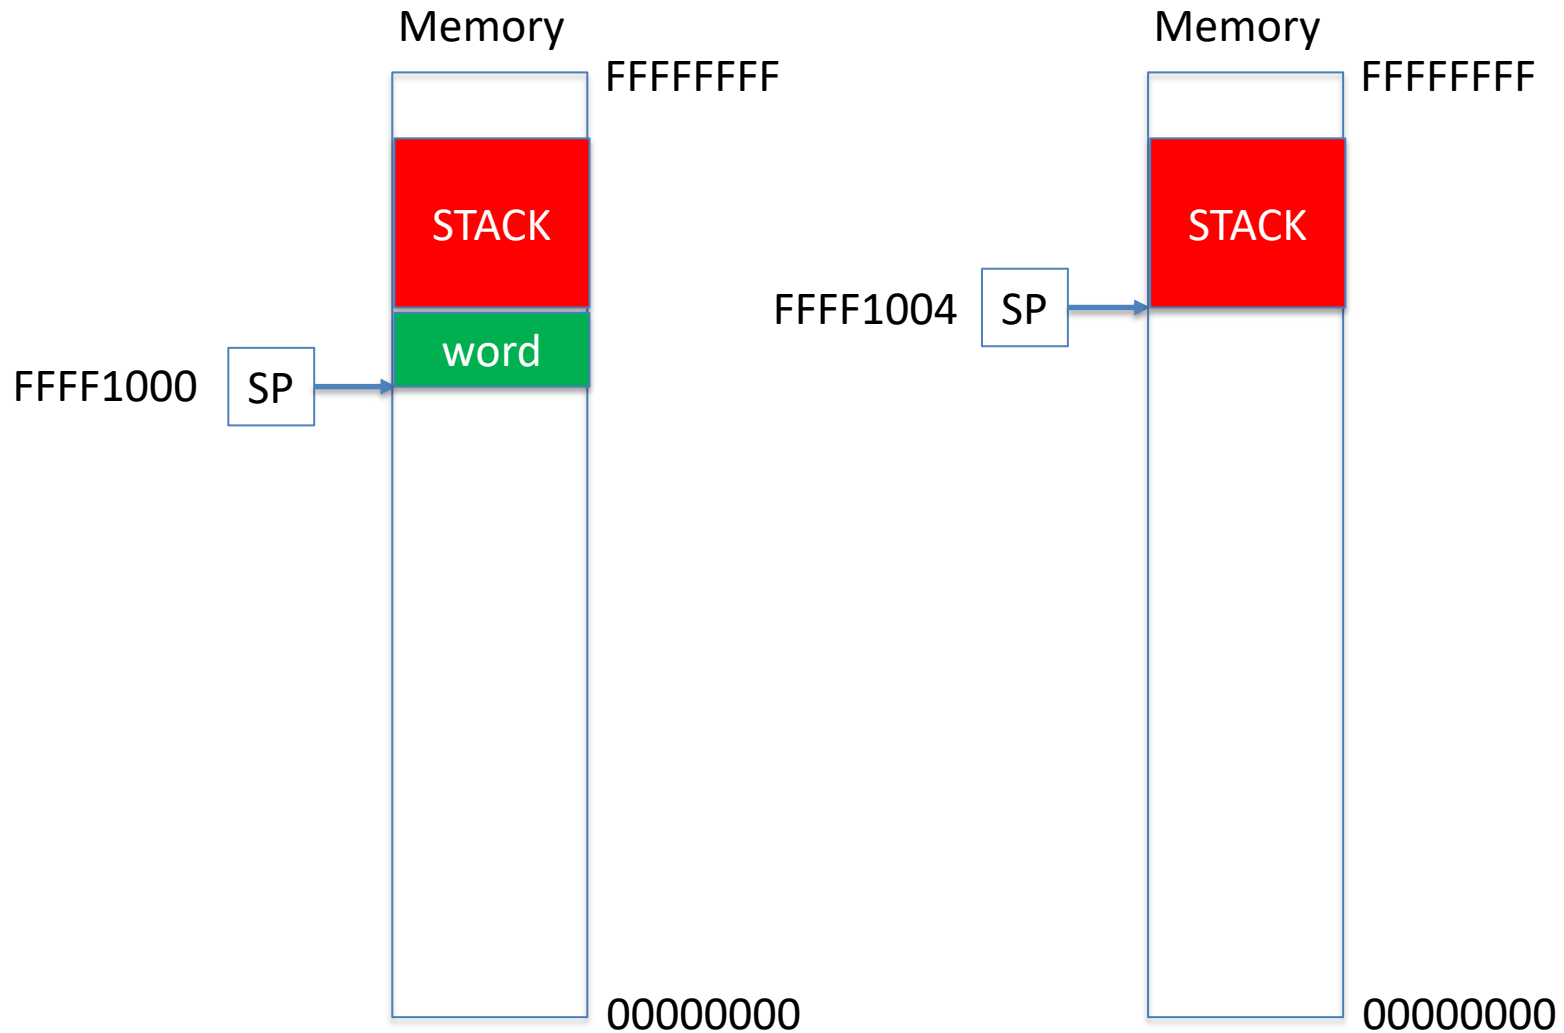 Memory
FFFFFFFF
STACK
word
FFFF1000
SP
00000000
Memory
FFFFFFFF
STACK
FFFF1004
SP
00000000